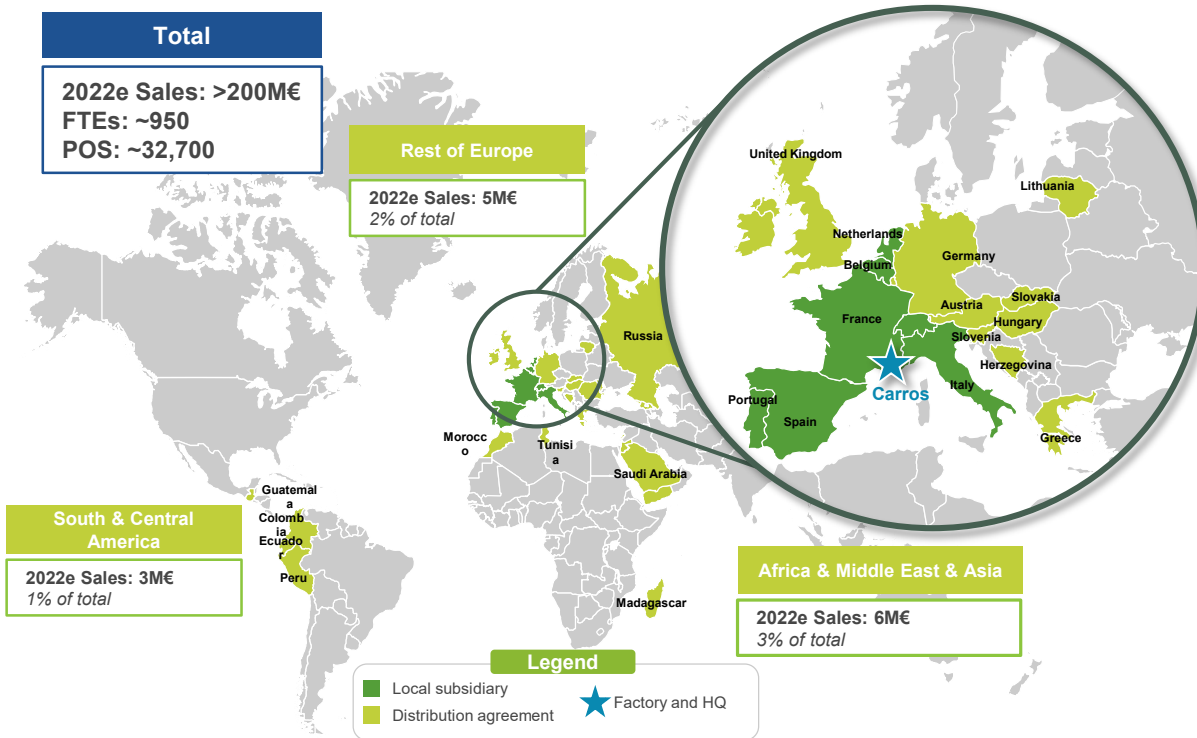 Total
2022e Sales: >200M€
FTEs: ~950
POS: ~32,700
Rest of Europe
2022e Sales: 5M€
2% of total
United Kingdom
Lithuania
Netherlands
Belgium
Germany
France
Austria
Slovakia
Hungary
Slovenia
Herzegovina
Italy
Carros
Portugal
Spain
Greece
Russia
Morocc
o
Tunisi
a
Saudi Arabia
Guatemal
a
Colomb
ia
Ecuado
r
Peru
Madagascar
South & Central
America
2022e Sales: 3M€
1% of total
Africa & Middle East & Asia
2022e Sales: 6M€
3% of total
Legend
Local subsidiary
Distribution agreement
Factory and HQ